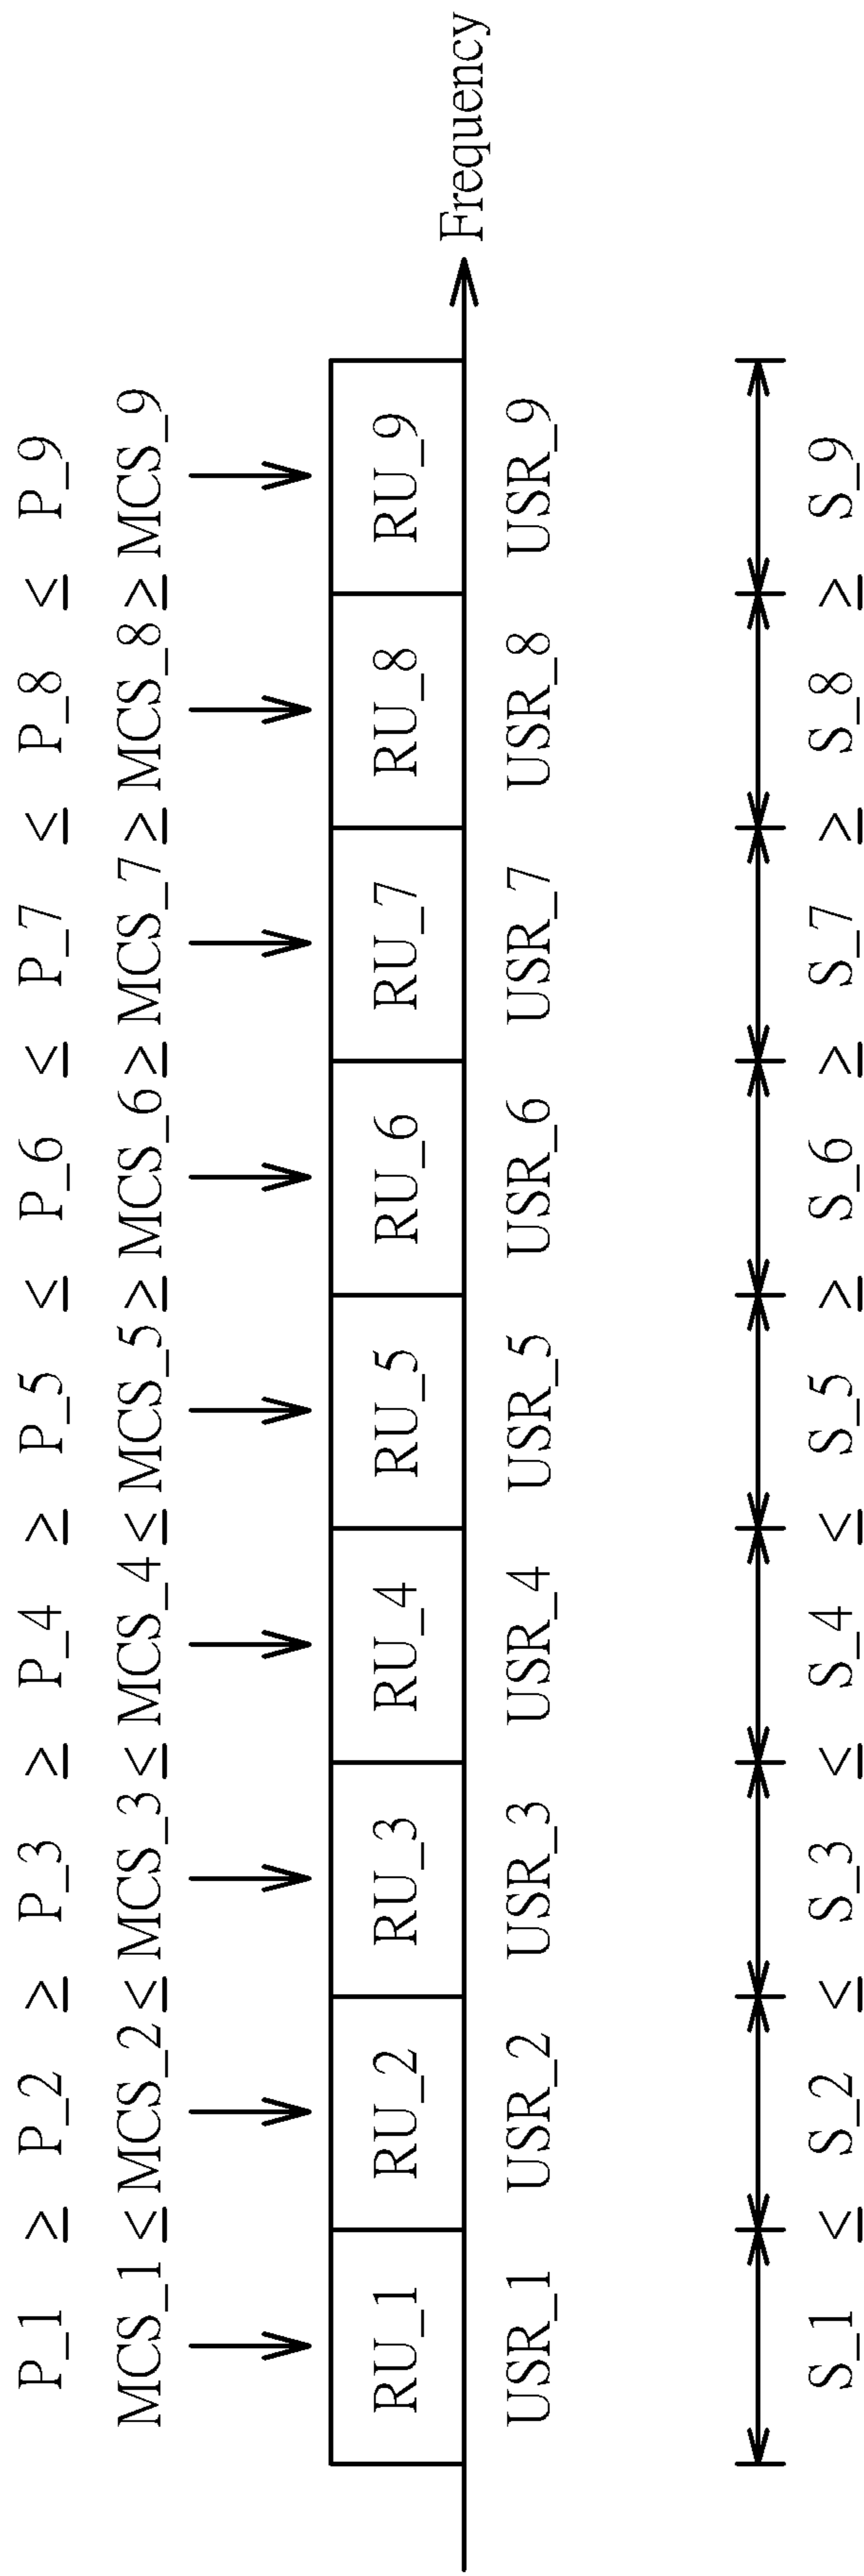 P_1 ≥ P_2 ≥ P_3 ≥ P_4 ≥ P_5 ≤ P_6 ≤ P_7 ≤ P_8 ≤ P_9
MCS_1 ≤ MCS_2 ≤ MCS_3 ≤ MCS_4 ≤ MCS_5 ≥ MCS_6 ≥ MCS_7 ≥ MCS_8 ≥ MCS_9
RU_1 RU_2 RU_3 RU_4 RU_5 RU_6 RU_7 RU_8 RU_9
Frequency
USR_1 USR_2 USR_3 USR_4 USR_5 USR_6 USR_7 USR_8 USR_9
S_1 ≤ S_2 ≤ S_3 ≤ S_4 ≤ S_5 ≥ S_6 ≥ S_7 ≥ S_8 ≥ S_9